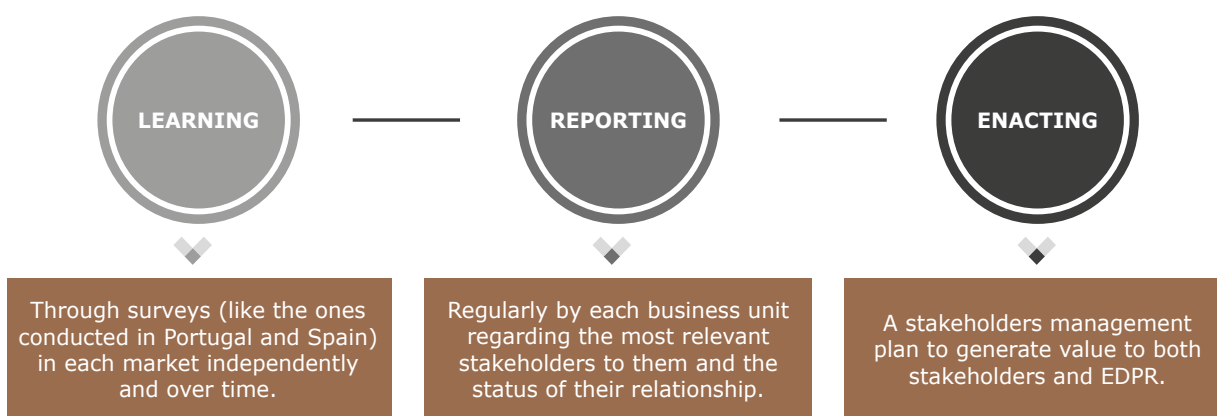 LEARNING
REPORTING
ENACTING
Through surveys (like the ones
conducted in Portugal and Spain)
in each market independently
and over time.
Regularly by each business unit
regarding the most relevant
stakeholders to them and the
status of their relationship.
A stakeholders management
plan to generate value to both
stakeholders and EDPR.